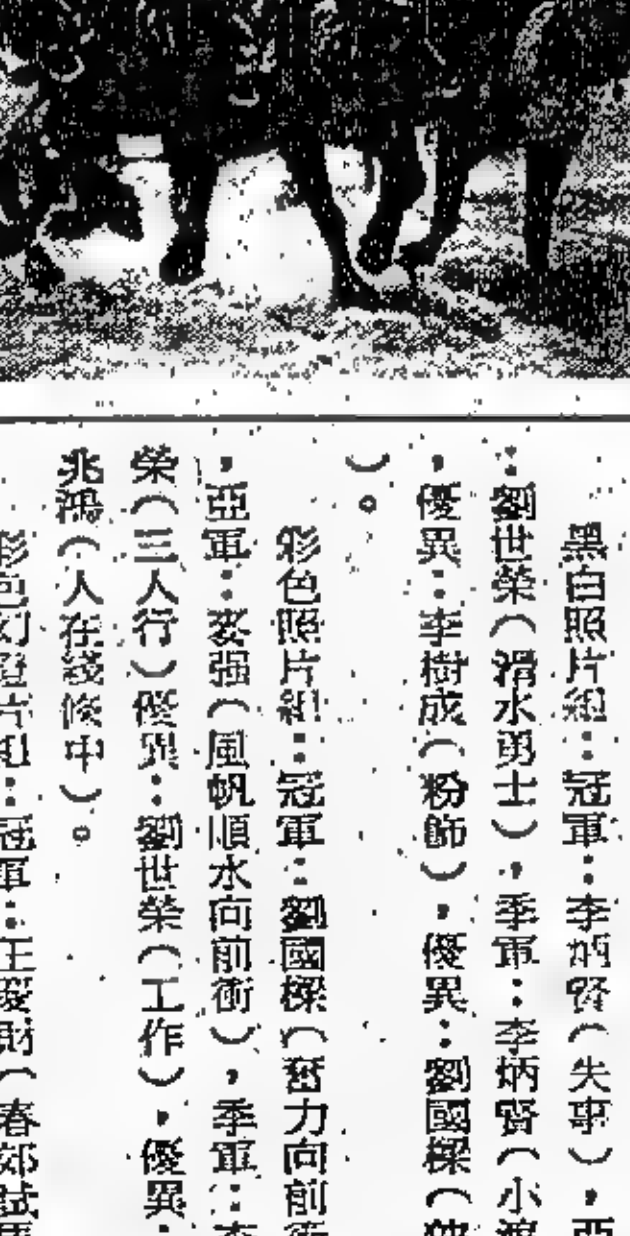 黑白照片組：冠軍：李炳賢（失事），亞
：劉世榮（滑水勇士），季軍：李炳賢（小
，優異：李樹成（粉飾），優異：劉國樑（
）。
彩色照片組：冠軍：劉國樑（奮力向前衝
，亞軍：麥强（風帆順水向前衝），季軍：李
榮（三人行）優異：劉世榮（工作），優異：
兆鴻（人在綫條中）。
彩色幻燈片組：冠軍：王發財（春郊試馬